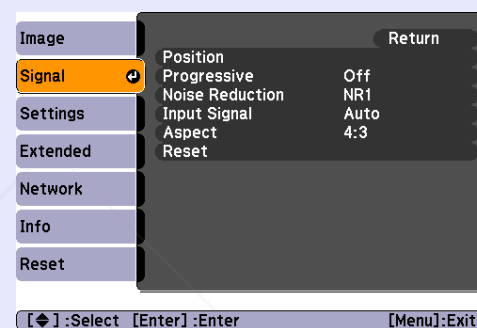 Image
Signal
Settings
Extended
Network
Info
Reset
Return
Position
Progressive Off
Noise Reduction NR1
Input Signal Auto
Aspect 4:3
Reset
[◆] :Select [Enter] :Enter [Menu]:Exit